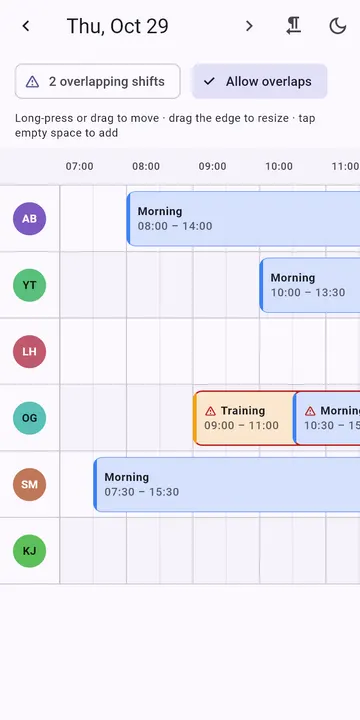 Thu, Oct 29
2 overlapping shifts
Allow overlaps
Long-press or drag to move · drag the edge to resize · tap
empty space to add
07:00 08:00 09:00 10:00 11:00
AB
Morning
08:00 – 14:00
YT
Morning
10:00 – 13:30
LH
OG
Training
09:00 – 11:00
Morning
10:30 – 15
SM
Morning
07:30 – 15:30
KJ